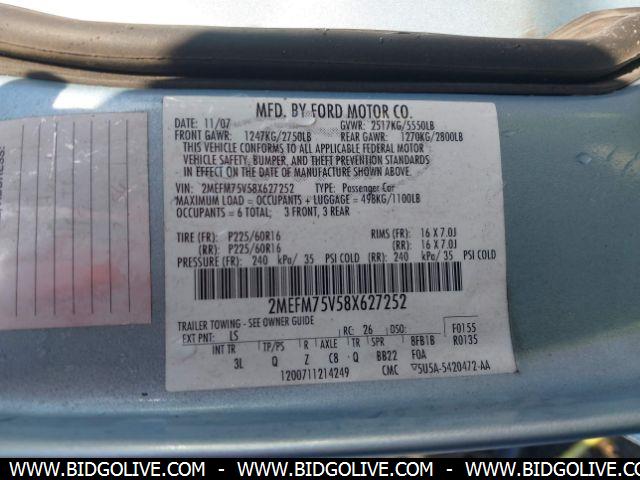 MFD. BY FORD MOTOR CO.
DATE: 11/07 GVWR: 2517KG/5550LB
FRONT GAWR: 1247KG/2750LB REAR GAWR: 1270KG/2800LB
THIS VEHICLE CONFORMS TO ALL APPLICABLE FEDERAL MOTOR
VEHICLE SAFETY, BUMPER, AND THEFT PREVENTION STANDARDS
IN EFFECT ON THE DATE OF MANUFACTURE SHOWN ABOVE.
VIN: 2MEFM75V58X627252 TYPE: Passenger Car
MAXIMUM LOAD = OCCUPANTS + LUGGAGE = 498KG/1100LB
OCCUPANTS = 6 TOTAL; 3 FRONT, 3 REAR
TIRE (FR): P225/60R16 RIMS (FR): 16 X 7.0J
(RR): P225/60R16 (RR): 16 X 7.0J
PRESSURE (FR): 240 kPa/ 35 PSI COLD (RR): 240 kPa/ 35 PSI COLD
2MEFM75V58X627252
TRAILER TOWING - SEE OWNER GUIDE
EXT PNT: LS RC: 26 DSO: F0155
INT TR TP/PS R AXLE TR SPR BFB1B R0135
3L Q Z C8 Q BB22 F0A
1200711214249 CMC 5U5A-5420472-AA
WWW.BIDGOLIVE.COM - WWW.BIDGOLIVE.COM - WWW.BIDGOLIVE.COM